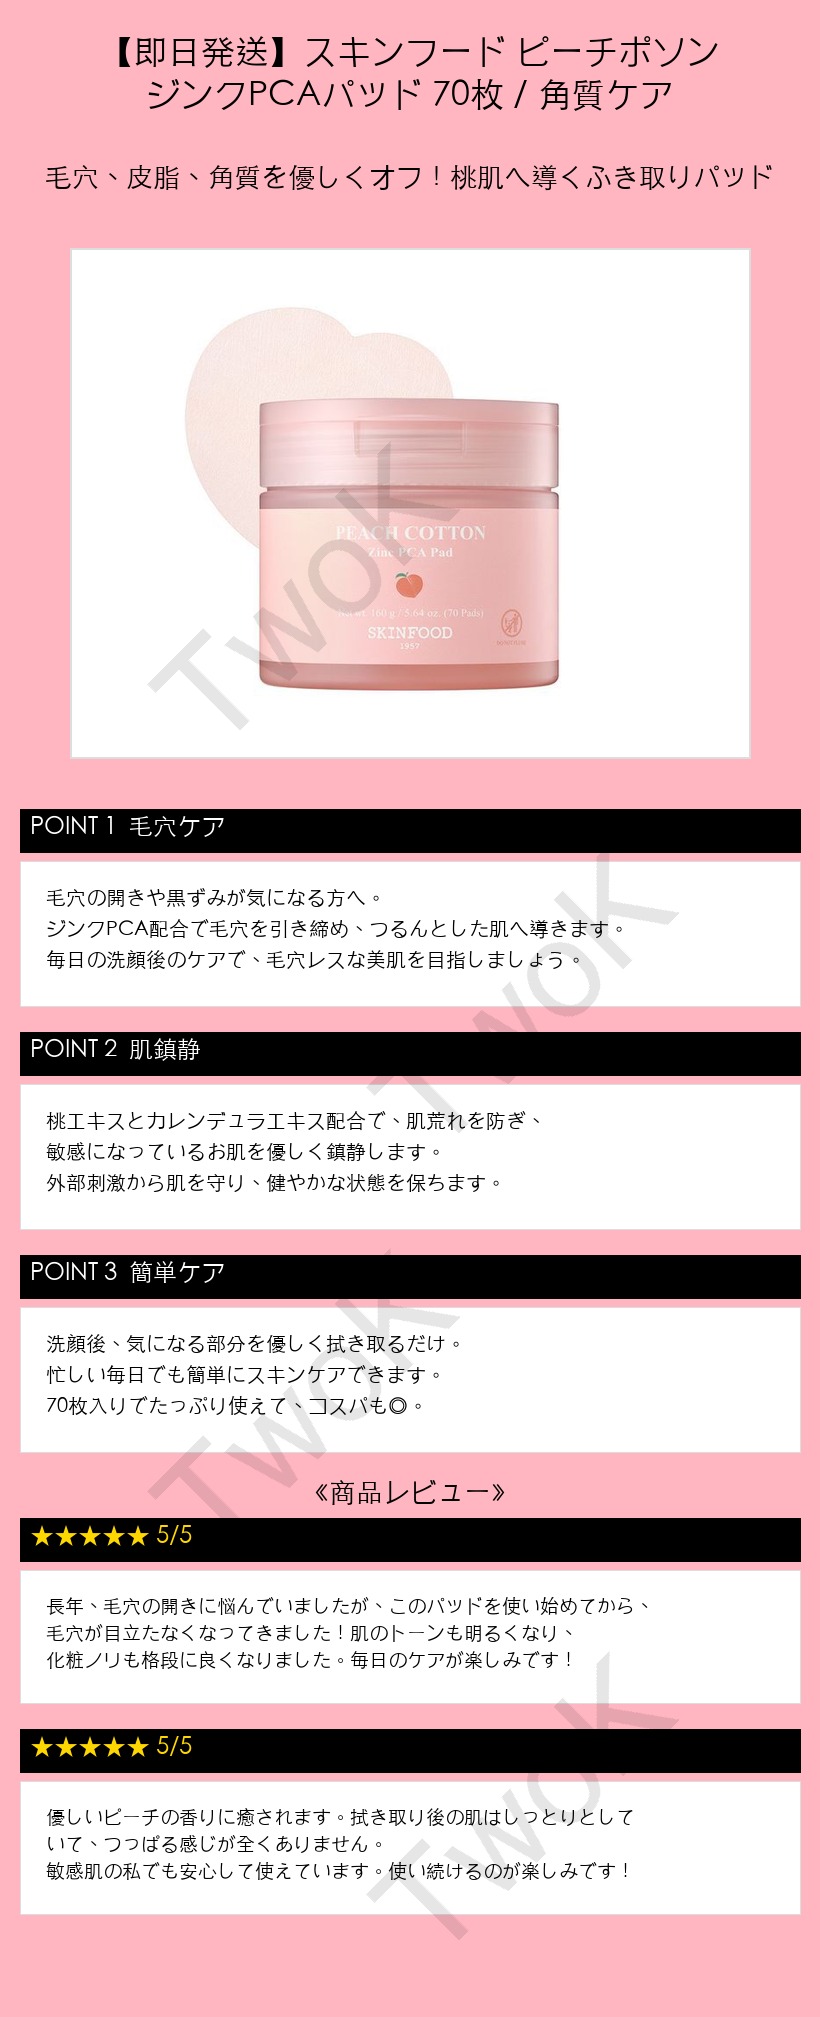 【即日発送】スキンフード ピーチポソン
ジンクPCAパッド 70枚 / 角質ケア
毛穴、皮脂、角質を優しくオフ！桃肌へ導くふき取りパッド
PEACH COTTON
Zinc PCA Pad
Net wt. 160 g / 5.64 oz. (70 Pads)
SKINFOOD
1957
TwoK
POINT 1 毛穴ケア
毛穴の開きや黒ずみが気になる方へ。
ジンクPCA配合で毛穴を引き締め、つるんとした肌へ導きます。
毎日の洗顔後のケアで、毛穴レスな美肌を目指しましょう。
TwoK
POINT 2 肌鎮静
桃エキスとカレンデュラエキス配合で、肌荒れを防ぎ、
敏感になっているお肌を優しく鎮静します。
外部刺激から肌を守り、健やかな状態を保ちます。
POINT 3 簡単ケア
洗顔後、気になる部分を優しく拭き取るだけ。
忙しい毎日でも簡単にスキンケアできます。
70枚入りでたっぷり使えて、コスパも◎。
TwoK
《商品レビュー》
★★★★★ 5/5
長年、毛穴の開きに悩んでいましたが、このパッドを使い始めてから、
毛穴が目立たなくなってきました！肌のトーンも明るくなり、
化粧ノリも格段に良くなりました。毎日のケアが楽しみです！
★★★★★ 5/5
優しいピーチの香りに癒されます。拭き取り後の肌はしっとりとして
いて、つっぱる感じが全くありません。
敏感肌の私でも安心して使えています。使い続けるのが楽しみです！
TwoK